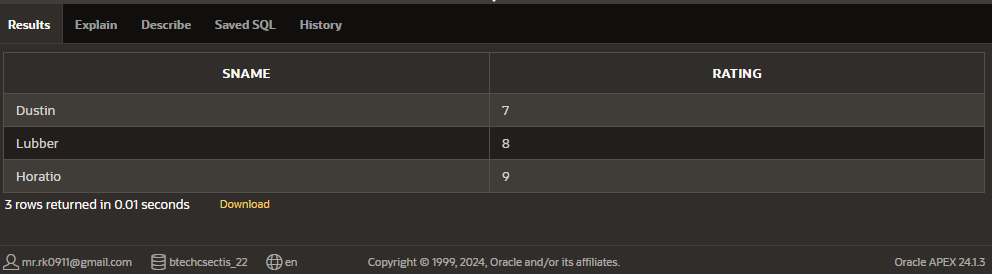 Results Explain Describe Saved SQL History
SNAME RATING
Dustin 7
Lubber 8
Horatio 9
3 rows returned in 0.01 seconds Download
mr.rk0911@gmail.com btechcsectis_22 en Copyright © 1999, 2024, Oracle and/or its affiliates. Oracle APEX 24.1.3